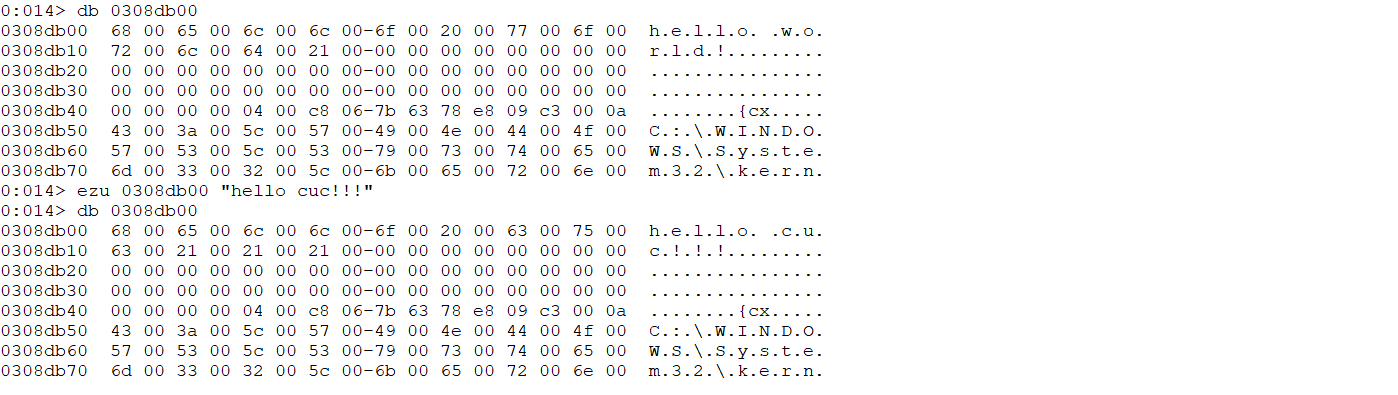 0:014> db 0308db00
0308db00  68 00 65 00 6c 00 6c 00-6f 00 20 00 77 00 6f 00  h.e.l.l.o. .w.o.
0308db10  72 00 6c 00 64 00 21 00-00 00 00 00 00 00 00 00  r.l.d.!.........
0308db20  00 00 00 00 00 00 00 00-00 00 00 00 00 00 00 00  ................
0308db30  00 00 00 00 00 00 00 00-00 00 00 00 00 00 00 00  ................
0308db40  00 00 00 00 04 00 c8 06-7b 63 78 e8 09 c3 00 0a  ........{cx.....
0308db50  43 00 3a 00 5c 00 57 00-49 00 4e 00 44 00 4f 00  C.:.\.W.I.N.D.O.
0308db60  57 00 53 00 5c 00 53 00-79 00 73 00 74 00 65 00  W.S.\.S.y.s.t.e.
0308db70  6d 00 33 00 32 00 5c 00-6b 00 65 00 72 00 6e 00  m.3.2.\.k.e.r.n.
0:014> ezu 0308db00 "hello cuc!!!"
0:014> db 0308db00
0308db00  68 00 65 00 6c 00 6c 00-6f 00 20 00 63 00 75 00  h.e.l.l.o. .c.u.
0308db10  63 00 21 00 21 00 21 00-00 00 00 00 00 00 00 00  c.!.!.!.........
0308db20  00 00 00 00 00 00 00 00-00 00 00 00 00 00 00 00  ................
0308db30  00 00 00 00 00 00 00 00-00 00 00 00 00 00 00 00  ................
0308db40  00 00 00 00 04 00 c8 06-7b 63 78 e8 09 c3 00 0a  ........{cx.....
0308db50  43 00 3a 00 5c 00 57 00-49 00 4e 00 44 00 4f 00  C.:.\.W.I.N.D.O.
0308db60  57 00 53 00 5c 00 53 00-79 00 73 00 74 00 65 00  W.S.\.S.y.s.t.e.
0308db70  6d 00 33 00 32 00 5c 00-6b 00 65 00 72 00 6e 00  m.3.2.\.k.e.r.n.